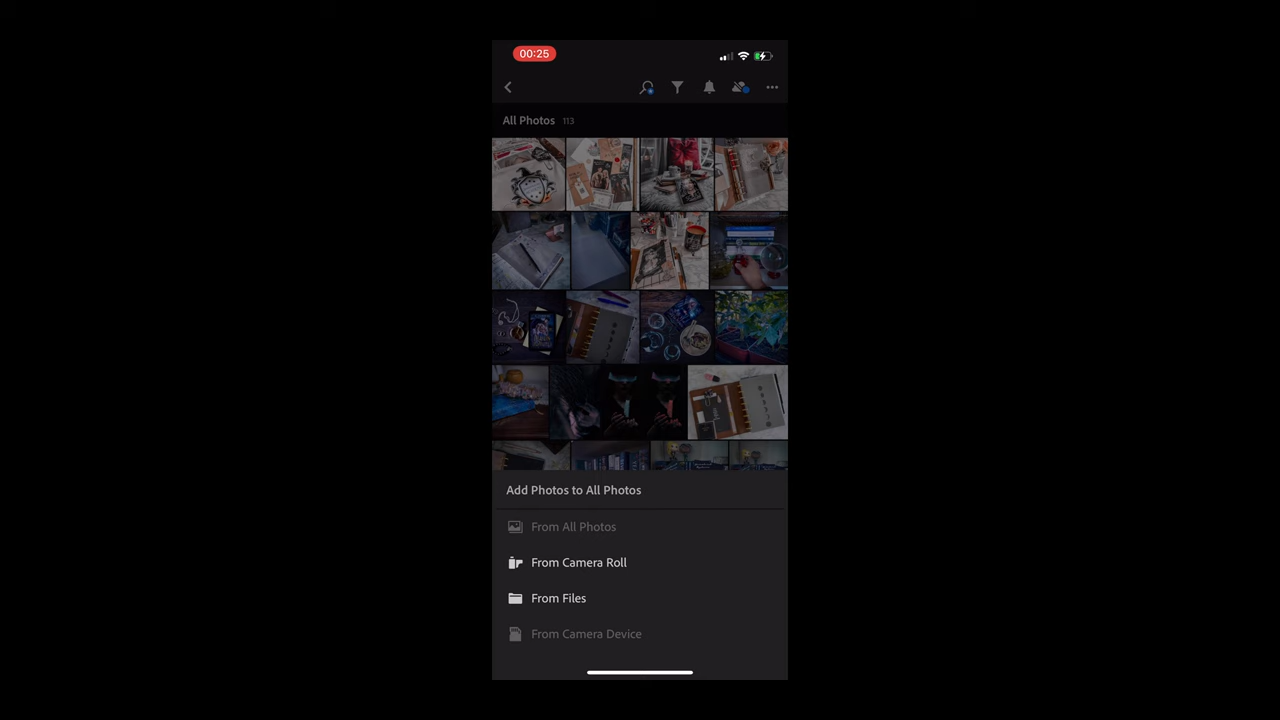 00:25
All Photos 113
Add Photos to All Photos
From All Photos
From Camera Roll
From Files
From Camera Device